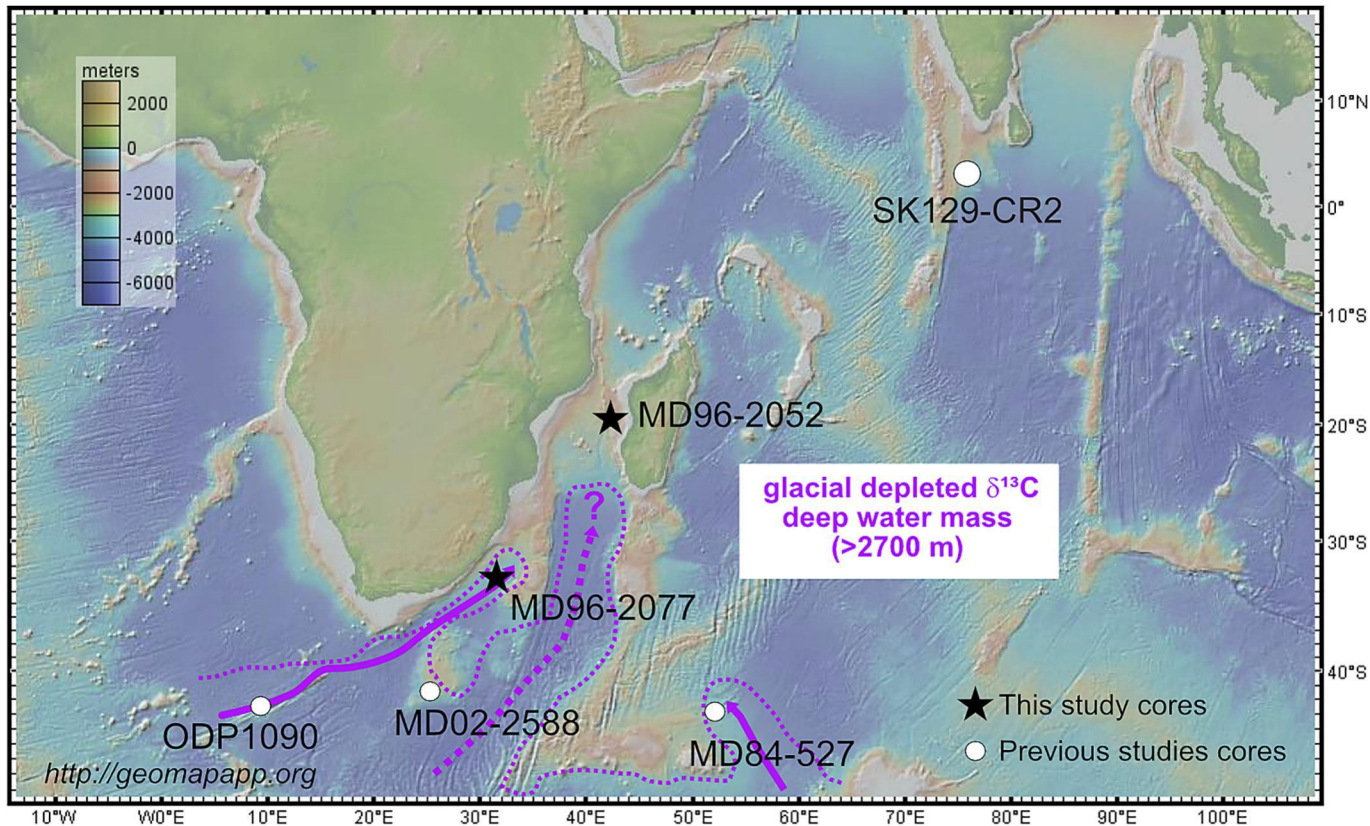 meters
2000
0
-2000
-4000
-6000
10°N
0°
10°S
20°S
30°S
40°S
SK129-CR2
MD96-2052
glacial depleted δ¹³C
deep water mass
(>2700 m)
?
MD96-2077
ODP1090
MD02-2588
MD84-527
This study cores
Previous studies cores
http://geomapapp.org
10°W W0°E 10°E 20°E 30°E 40°E 50°E 60°E 70°E 80°E 90°E 100°E